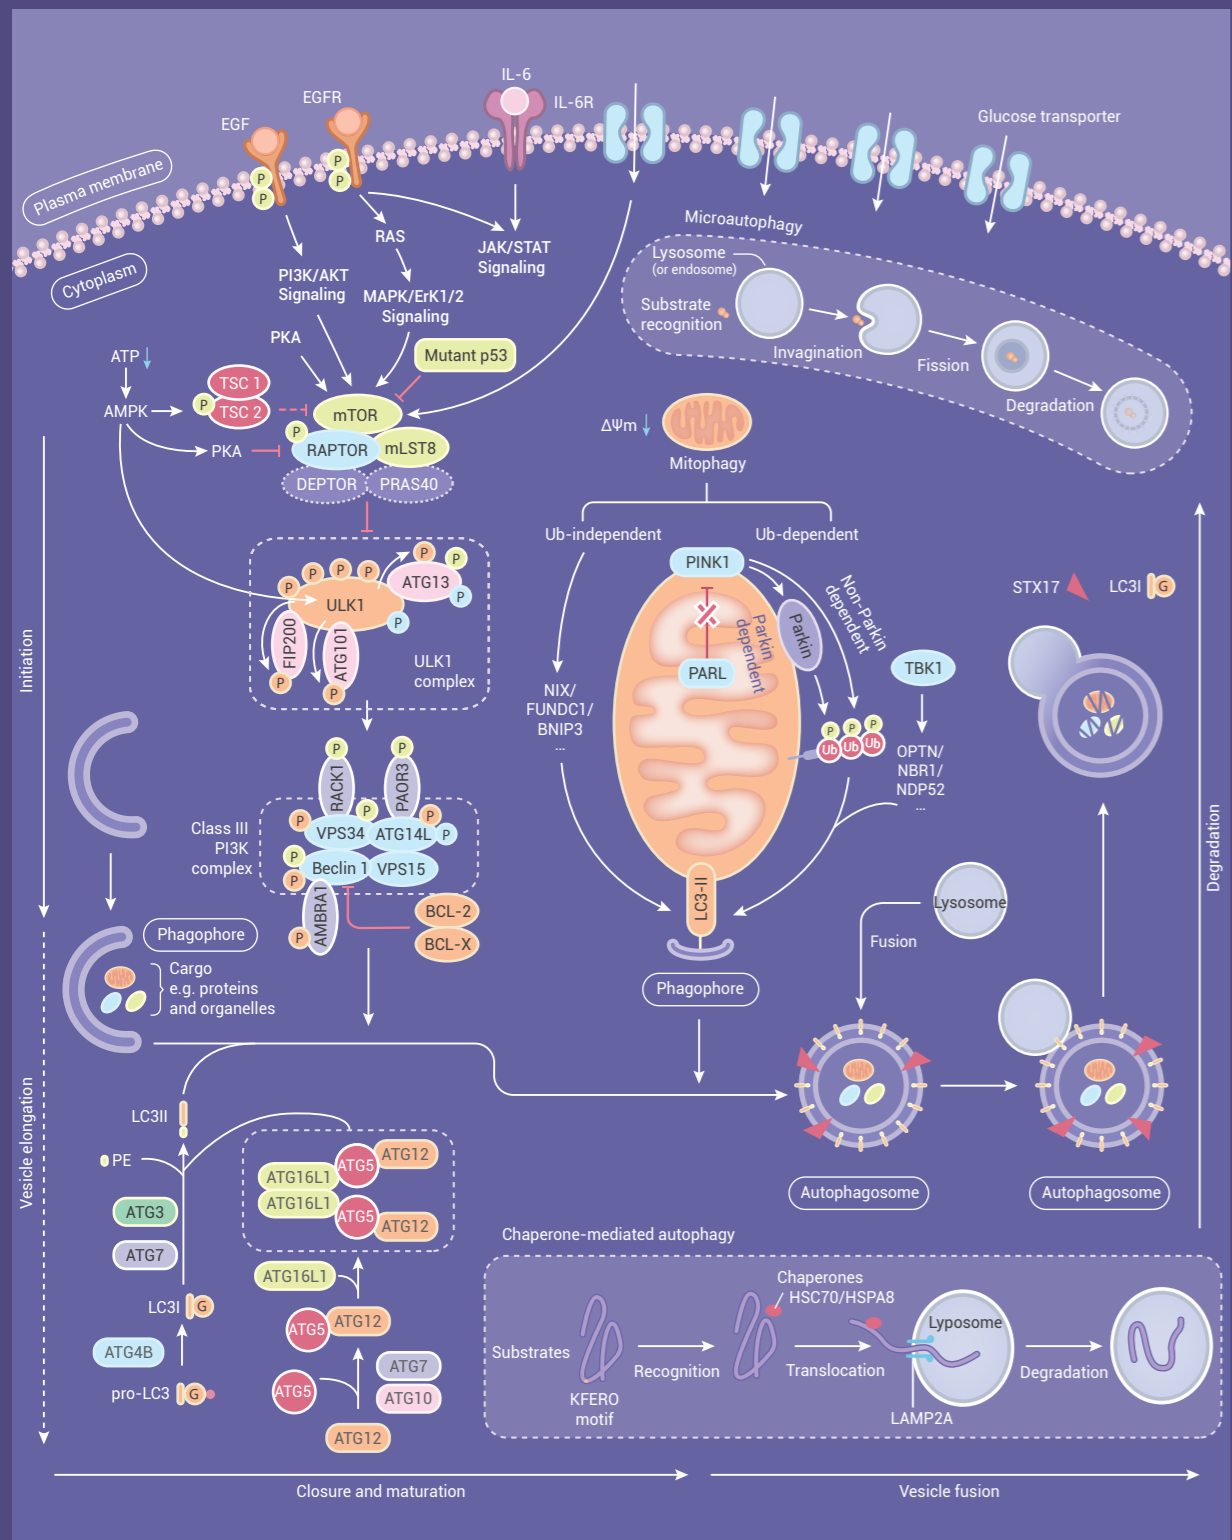 IL-6
IL-6R
EGFR
EGF
P
P
P
P
Glucose transporter
Plasma membrane
Cytoplasm
RAS
JAK/STAT
Signaling
PI3K/AKT
Signaling
MAPK/ErK1/2
Signaling
PKA
Mutant p53
ATP
AMPK
TSC 1
P
TSC 2
mTOR
P
PKA
RAPTOR
mLST8
DEPTOR
PRAS40
Microautophagy
Lysosome
(or endosome)
Substrate
recognition
Invagination
Fission
Degradation
ΔΨm
Mitophagy
Ub-independent
Ub-dependent
PINK1
Parkin
Parkin
dependent
Non-Parkin
dependent
PARL
TBK1
NIX/
FUNDC1/
BNIP3
...
P
P
P
Ub
Ub
Ub
OPTN/
NBR1/
NDP52
...
LC3-II
Phagophore
STX17
LC3I
G
Initiation
P
P
P
P
P
P
ATG13
P
ULK1
P
FIP200
ATG101
P
P
ULK1
complex
P
P
RACK1
PAOR3
Class III
PI3K
complex
P
P
P
VPS34
ATG14L
P
P
Beclin 1
VPS15
P
AMBRA1
P
BCL-2
BCL-X
Phagophore
Cargo
e.g. proteins
and organelles
Lysosome
Fusion
Degradation
Autophagosome
Autophagosome
Vesicle elongation
LC3II
PE
ATG3
ATG7
LC3I
G
ATG4B
pro-LC3
G
ATG12
ATG5
ATG16L1
ATG16L1
ATG5
ATG12
ATG16L1
ATG5
ATG12
ATG7
ATG5
ATG10
ATG12
Chaperone-mediated autophagy
Chaperones
HSC70/HSPA8
Substrates
Recognition
KFERO
motif
Translocation
Lyposome
LAMP2A
Degradation
Closure and maturation
Vesicle fusion